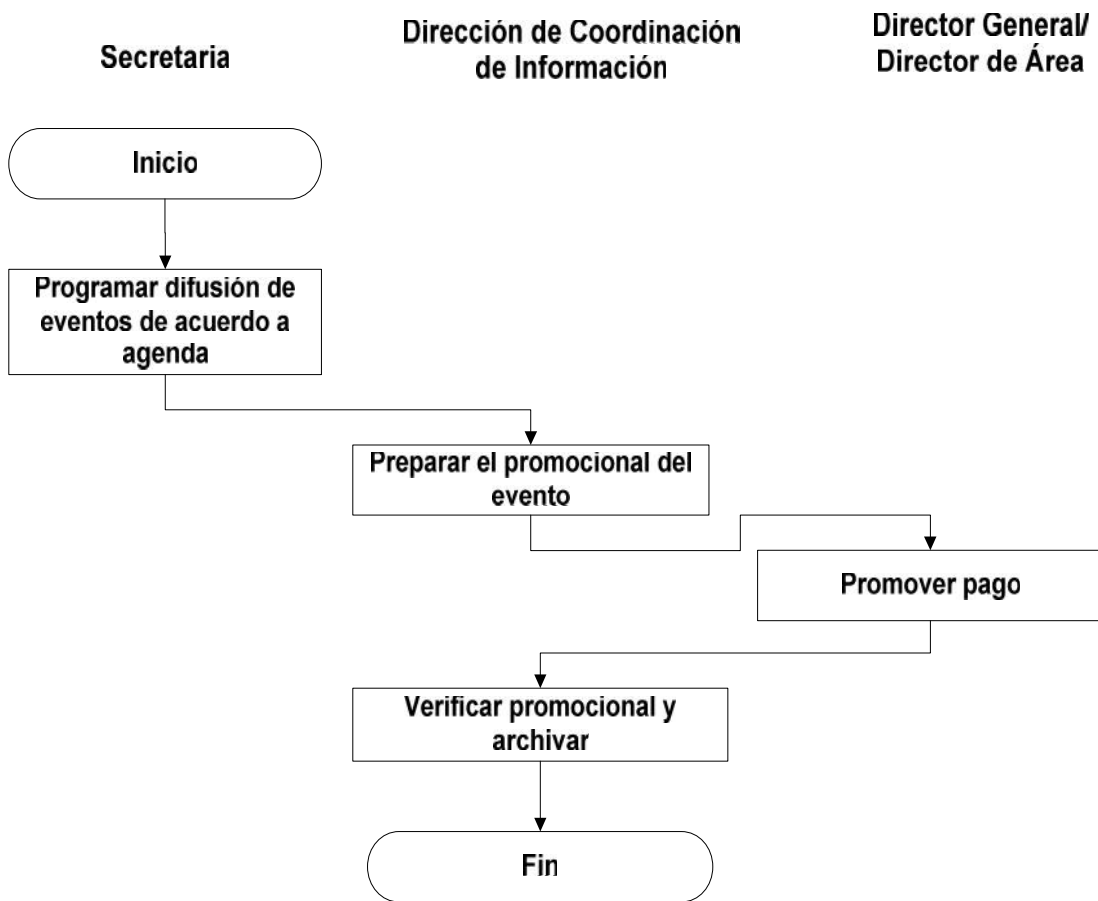 Secretaria
Dirección de Coordinación
de Información
Director General/
Director de Área
Inicio
Programar difusión de
eventos de acuerdo a
agenda
Preparar el promocional del
evento
Promover pago
Verificar promocional y
archivar
Fin